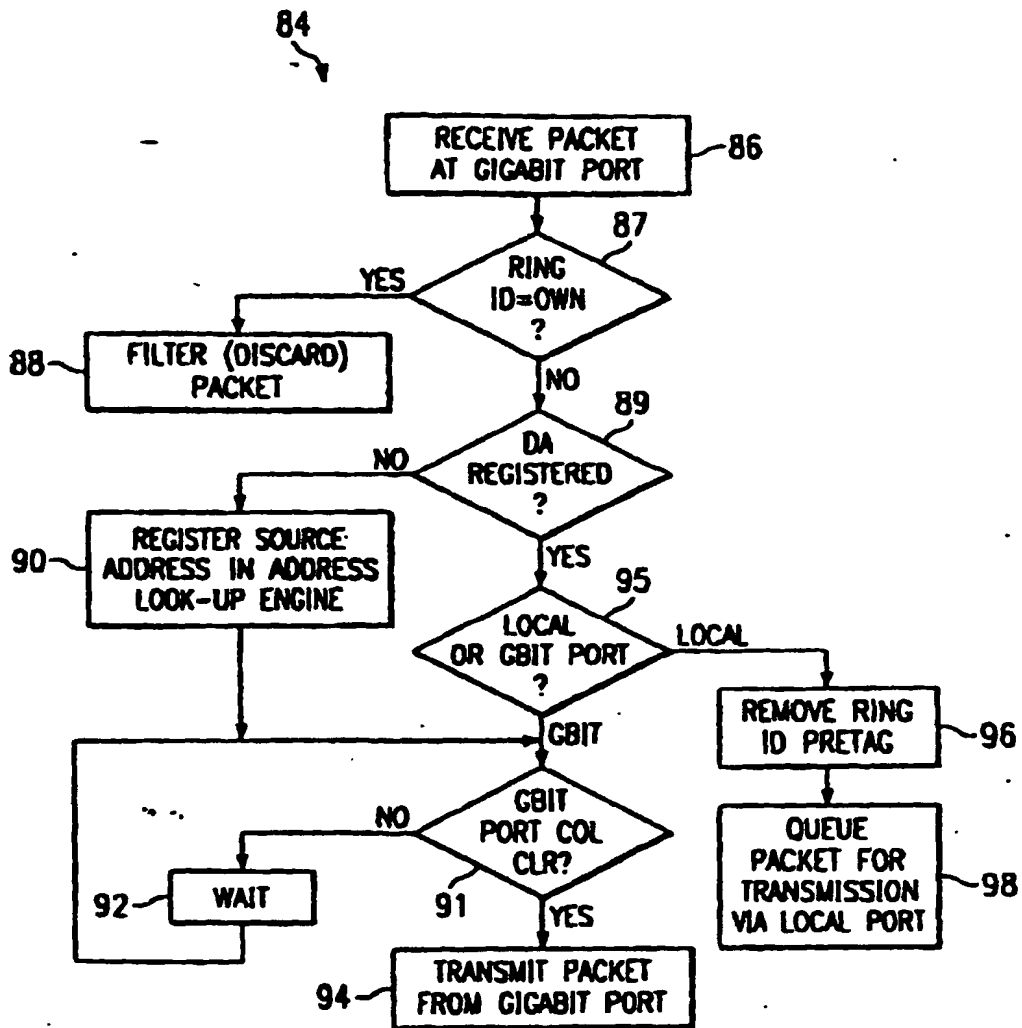 84
RECEIVE PACKET
AT GIGABIT PORT
86
87
RING
ID=OWN
?
YES
NO
88
FILTER (DISCARD)
PACKET
89
DA
REGISTERED
?
NO
YES
90
REGISTER SOURCE
ADDRESS IN ADDRESS
LOOK-UP ENGINE
95
LOCAL
OR GBIT PORT
?
LOCAL
GBIT
REMOVE RING
ID PRETAG
96
GBIT
PORT COL
CLR?
91
NO
YES
92
WAIT
QUEUE
PACKET FOR
TRANSMISSION
VIA LOCAL PORT
98
94
TRANSMIT PACKET
FROM GIGABIT PORT